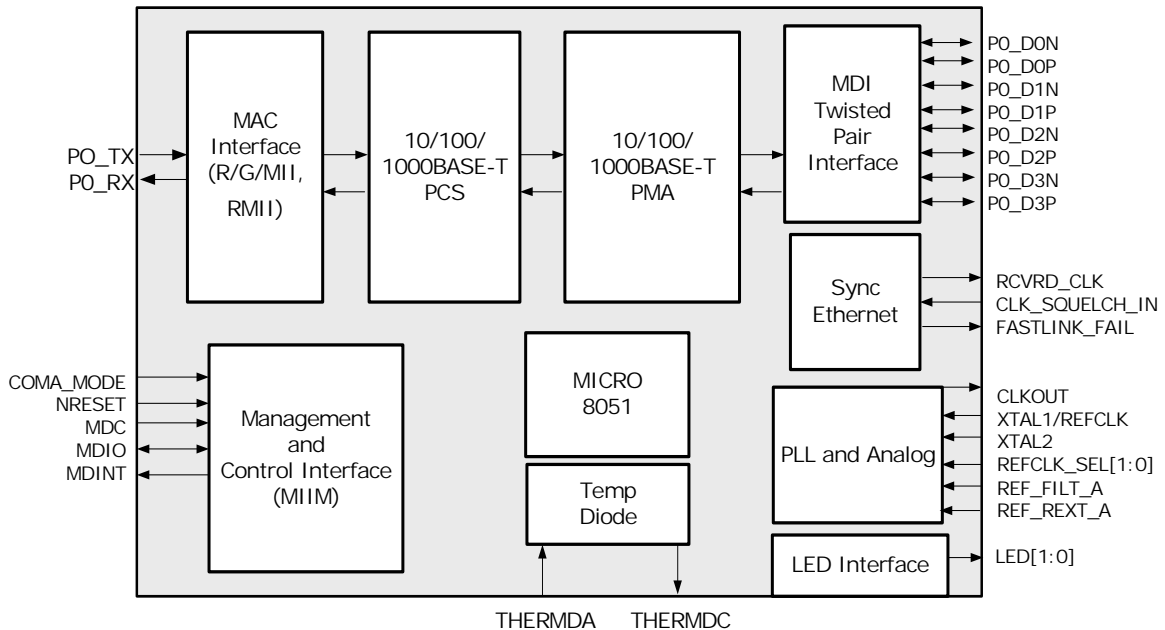 PO_TX
P0_RX
MAC
Interface
(R/G/MII,
RMII)
10/100/
1000BASE-T
PCS
10/100/
1000BASE-T
PMA
MDI
Twisted
Pair
Interface
P0_D0N
P0_D0P
P0_D1N
P0_D1P
P0_D2N
P0_D2P
P0_D3N
P0_D3P
Sync
Ethernet
RCVRD_CLK
CLK_SQUELCH_IN
FASTLINK_FAIL
COMA_MODE
NRESET
MDC
MDIO
MDINT
Management
and
Control Interface
(MIIM)
MICRO
8051
Temp
Diode
THERMDA
THERMDC
PLL and Analog
CLKOUT
XTAL1/REFCLK
XTAL2
REFCLK_SEL[1:0]
REF_FILT_A
REF_REXT_A
LED Interface
LED[1:0]